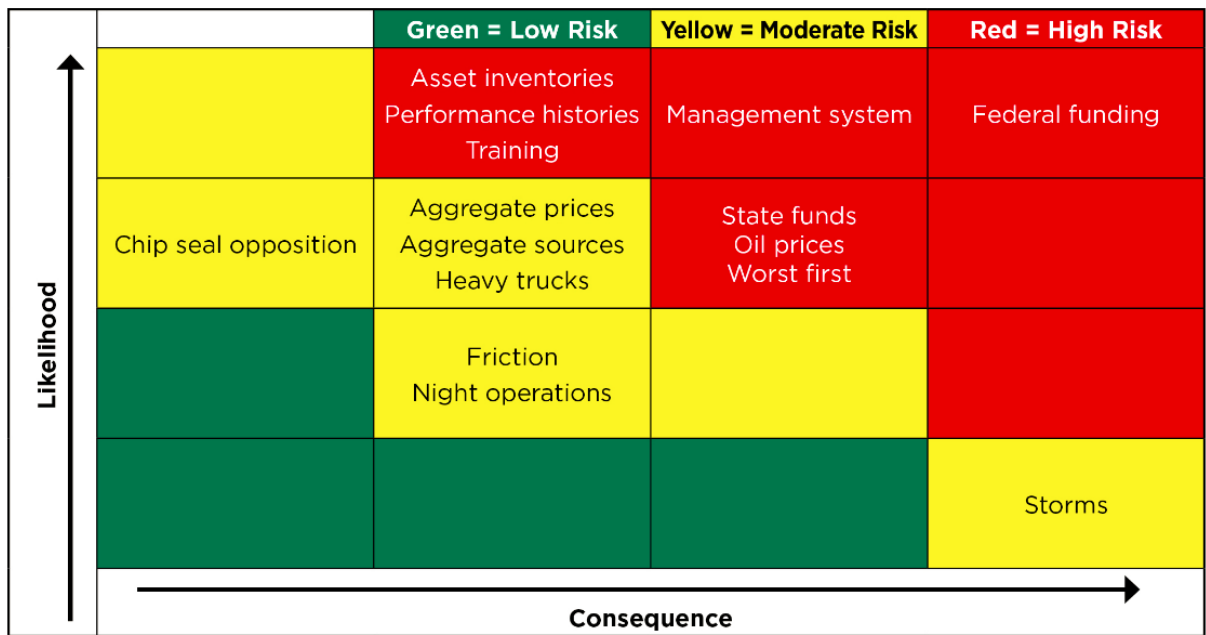 Green = Low Risk
Yellow = Moderate Risk
Red = High Risk
Asset inventories
Performance histories
Training
Management system
Federal funding
Chip seal opposition
Aggregate prices
Aggregate sources
Heavy trucks
State funds
Oil prices
Worst first
Friction
Night operations
Storms
Likelihood
Consequence